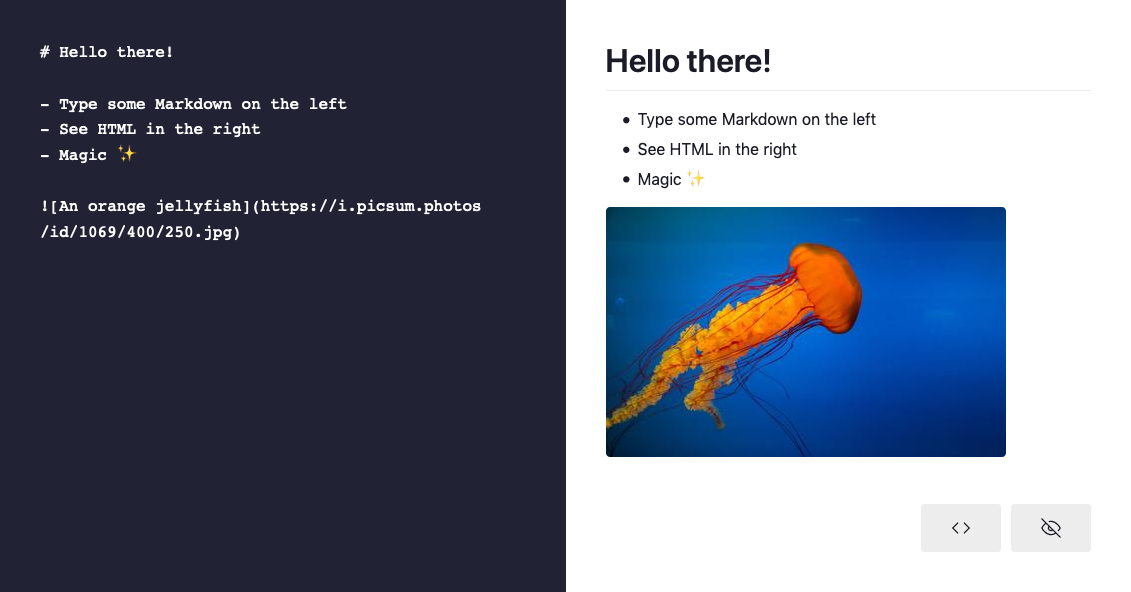 # Hello there!
- Type some Markdown on the left
- See HTML in the right
- Magic ✨
![An orange jellyfish](https://i.picsum.photos
/id/1069/400/250.jpg)
Hello there!
• Type some Markdown on the left
• See HTML in the right
• Magic ✨
<>